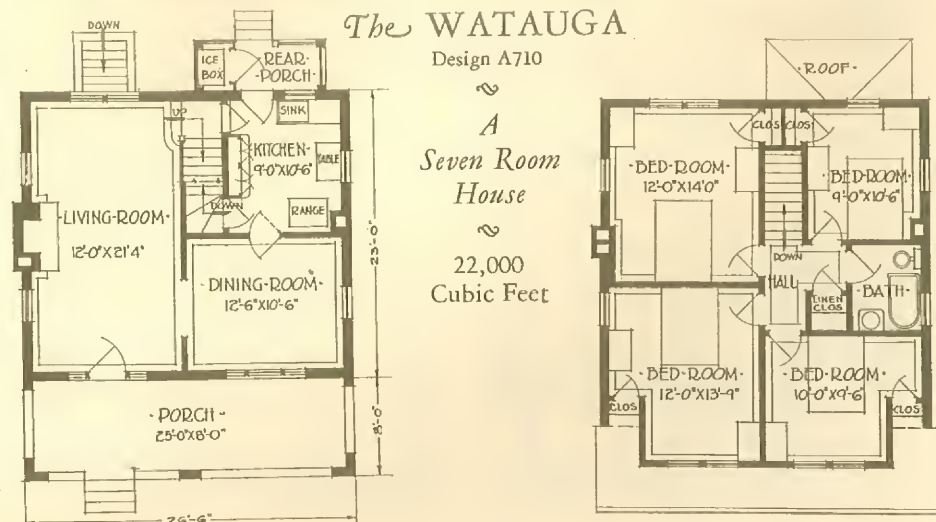 The WATAUGA
Design A710
A
Seven Room
House
22,000
Cubic Feet
DOWN
ICE
BOX
REAR
PORCH
UP
SINK
KITCHEN
9'-0"X10'-6"
TABLE
RANGE
DOWN
LIVING-ROOM
12'-0"X21'4"
DINING-ROOM
12'-6"X10'-6"
PORCH
25'-0"X8'-0"
23'-0"
8'-0"
ROOF
CLOS
CLOS
BED-ROOM
12'-0"X14'0"
BED-ROOM
9'-0"X10'-6"
DOWN
HALL
LINEN
CLOS
BATH
BED-ROOM
12'-0"X13'-9"
BED-ROOM
10'-0"X9'-6"
CLOS
CLOS